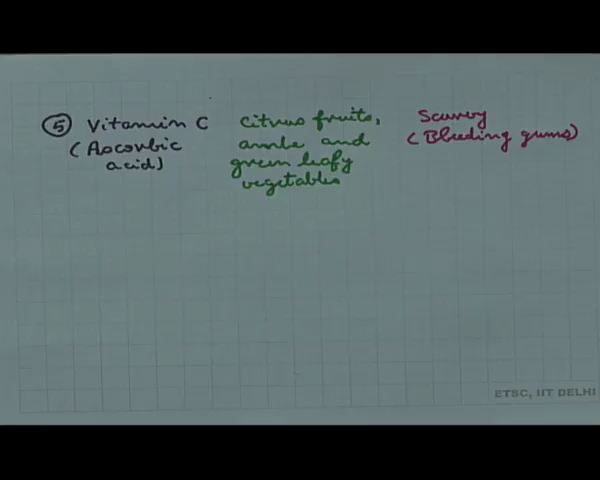 5 Vitamin C
(Ascorbic
acid)
citrus fruits,
amla and
green leafy
vegetables
Scurvy
(Bleeding gums)
ETSC, IIT DELHI